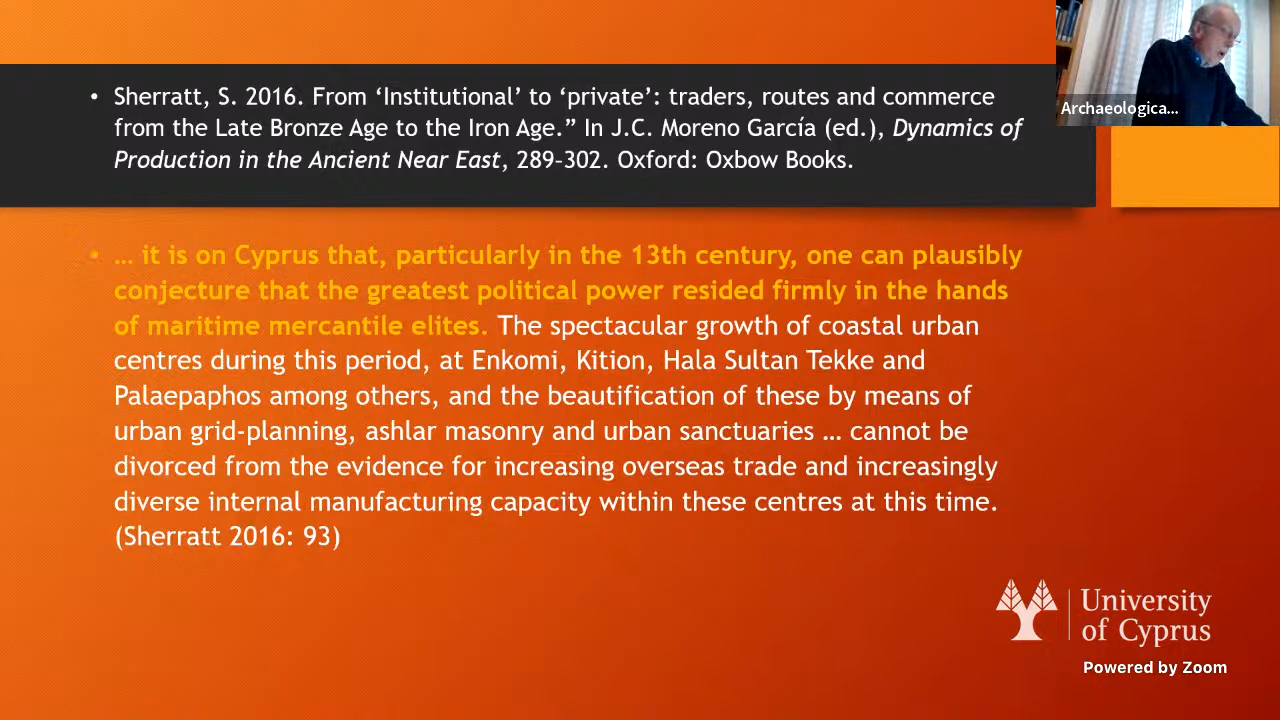 • Sherratt, S. 2016. From ‘Institutional’ to ‘private’: traders, routes and commerce
from the Late Bronze Age to the Iron Age.” In J.C. Moreno García (ed.), Dynamics of
Production in the Ancient Near East, 289–302. Oxford: Oxbow Books.
Archaeologica...
• … it is on Cyprus that, particularly in the 13th century, one can plausibly
conjecture that the greatest political power resided firmly in the hands
of maritime mercantile elites. The spectacular growth of coastal urban
centres during this period, at Enkomi, Kition, Hala Sultan Tekke and
Palaepaphos among others, and the beautification of these by means of
urban grid-planning, ashlar masonry and urban sanctuaries … cannot be
divorced from the evidence for increasing overseas trade and increasingly
diverse internal manufacturing capacity within these centres at this time.
(Sherratt 2016: 93)
University
of Cyprus
Powered by Zoom